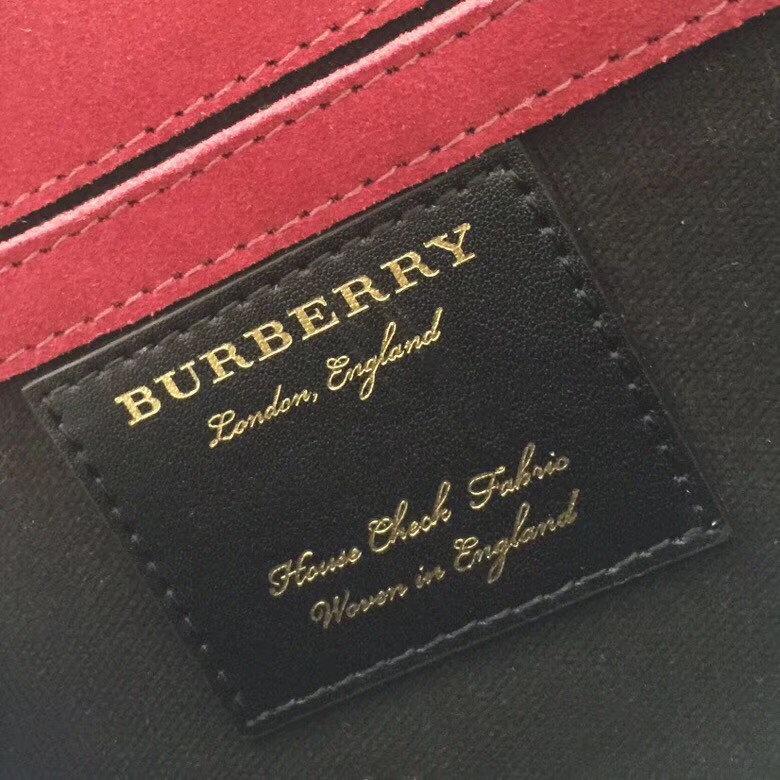 BURBERRY
London, England
House Check Fabric
Woven in England